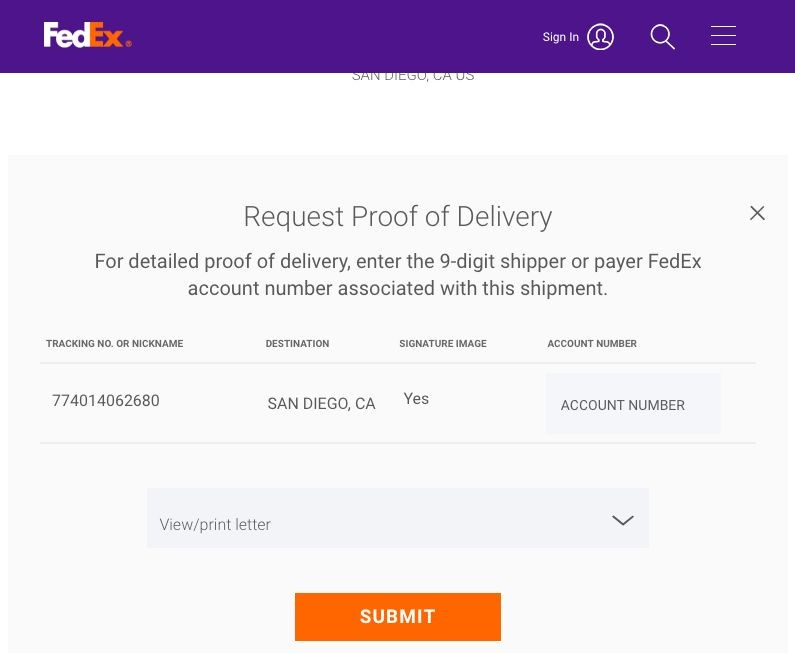 FedEx®
Sign In
SAN DIEGO, CA US
Request Proof of Delivery
For detailed proof of delivery, enter the 9-digit shipper or payer FedEx
account number associated with this shipment.
TRACKING NO. OR NICKNAME DESTINATION SIGNATURE IMAGE ACCOUNT NUMBER
774014062680 SAN DIEGO, CA Yes ACCOUNT NUMBER
View/print letter
SUBMIT